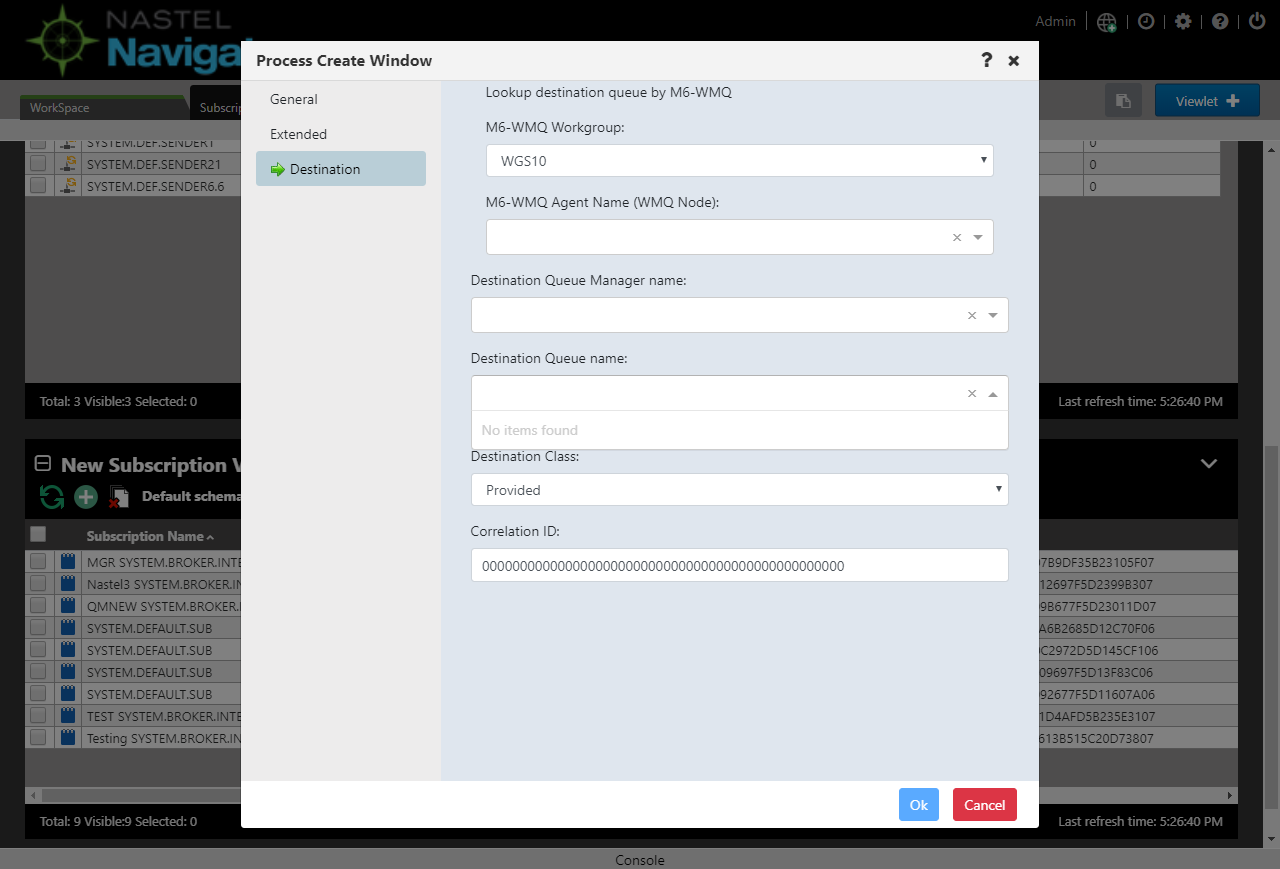 NASTEL
Naviga
Admin
WorkSpace
Subscrip
Viewlet
SYSTEM.DEF.SENDER1
0
SYSTEM.DEF.SENDER21
0
SYSTEM.DEF.SENDER6.6
0
Total: 3 Visible:3 Selected: 0
Last refresh time: 5:26:40 PM
Process Create Window
?
General
Extended
Destination
Lookup destination queue by M6-WMQ
M6-WMQ Workgroup:
WGS10
M6-WMQ Agent Name (WMQ Node):
Destination Queue Manager name:
Destination Queue name:
No items found
Destination Class:
Provided
Correlation ID:
000000000000000000000000000000000000000000000000
Ok
Cancel
New Subscription V
Default schema
Subscription Name
MGR SYSTEM.BROKER.INTE
07B9DF35B23105F07
Nastel3 SYSTEM.BROKER.IN
12697F5D2399B307
QMNEW SYSTEM.BROKER.I
09B677F5D23011D07
SYSTEM.DEFAULT.SUB
A6B2685D12C70F06
SYSTEM.DEFAULT.SUB
0C2972D5D145CF106
SYSTEM.DEFAULT.SUB
09697F5D13F83C06
SYSTEM.DEFAULT.SUB
092677F5D11607A06
TEST SYSTEM.BROKER.INTE
1D4AFD5B235E3107
Testing SYSTEM.BROKER.IN
613B515C20D73807
Total: 9 Visible:9 Selected: 0
Last refresh time: 5:26:40 PM
Console